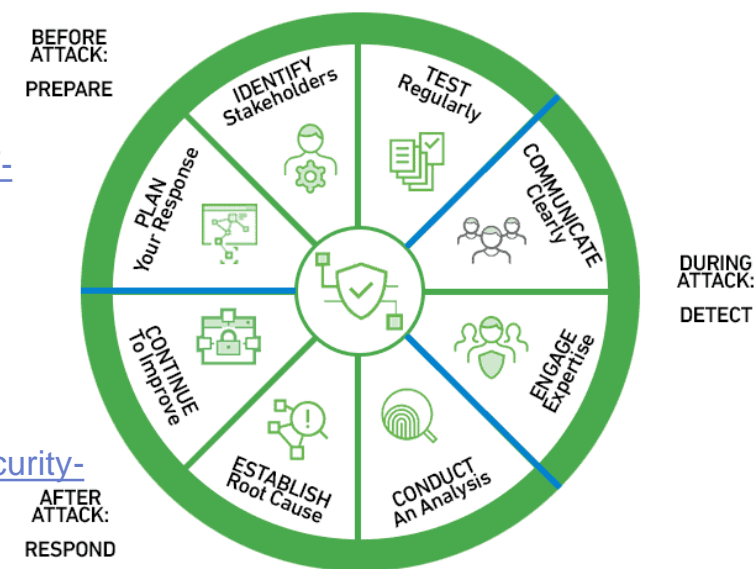 BEFORE
ATTACK:
PREPARE
IDENTIFY
Stakeholders
TEST
Regularly
-
PLAN
Your Response
COMMUNICATE
Clearly
DURING
ATTACK:
DETECT
CONTINUE
To Improve
ENGAGE
Expertise
curity-
ESTABLISH
Root Cause
CONDUCT
An Analysis
AFTER
ATTACK:
RESPOND